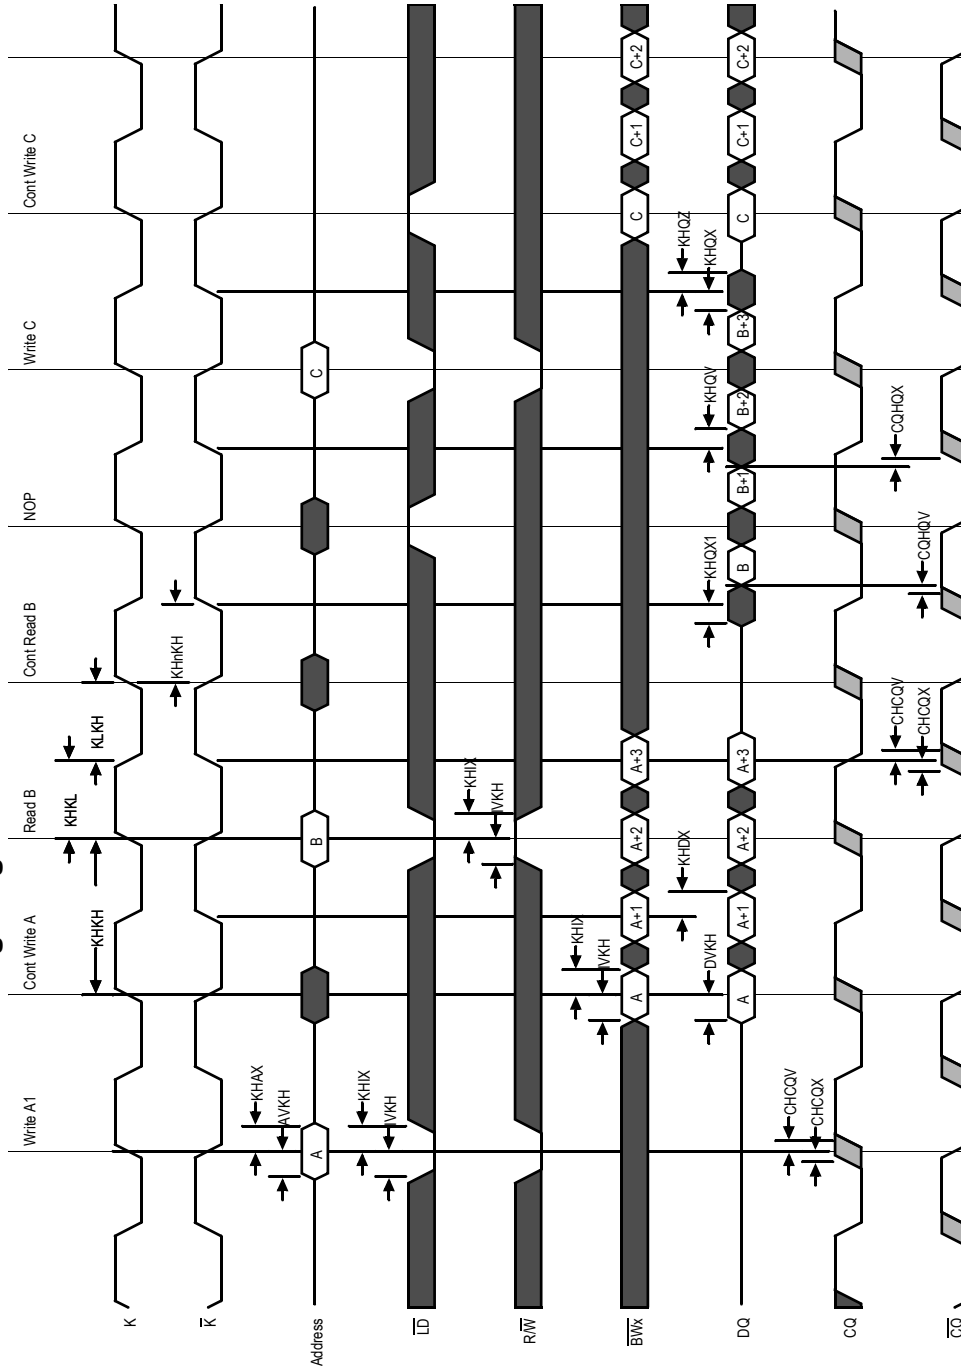 Write A1
Cont Write A
Read B
Cont Read B
NOP
Write C
Cont Write C
K
KHKH
KHKL
KLKH
K
KHnKH
Address
A
B
C
KHAX
AVKH
LD
KHIX
IVKH
R/W
KHIX
IVKH
BWx
A
A+1
A+2
A+3
C
C+1
C+2
KHIX
IVKH
DQ
A
A+1
A+2
A+3
B
B+1
B+2
B+3
C
C+1
C+2
KHDX
DVKH
KHQX1
KHQV
KHQZ
KHQX
CQ
CHCQV
CHCQX
CQHQX
CQ
CHCQV
CHCQX
CQHQV